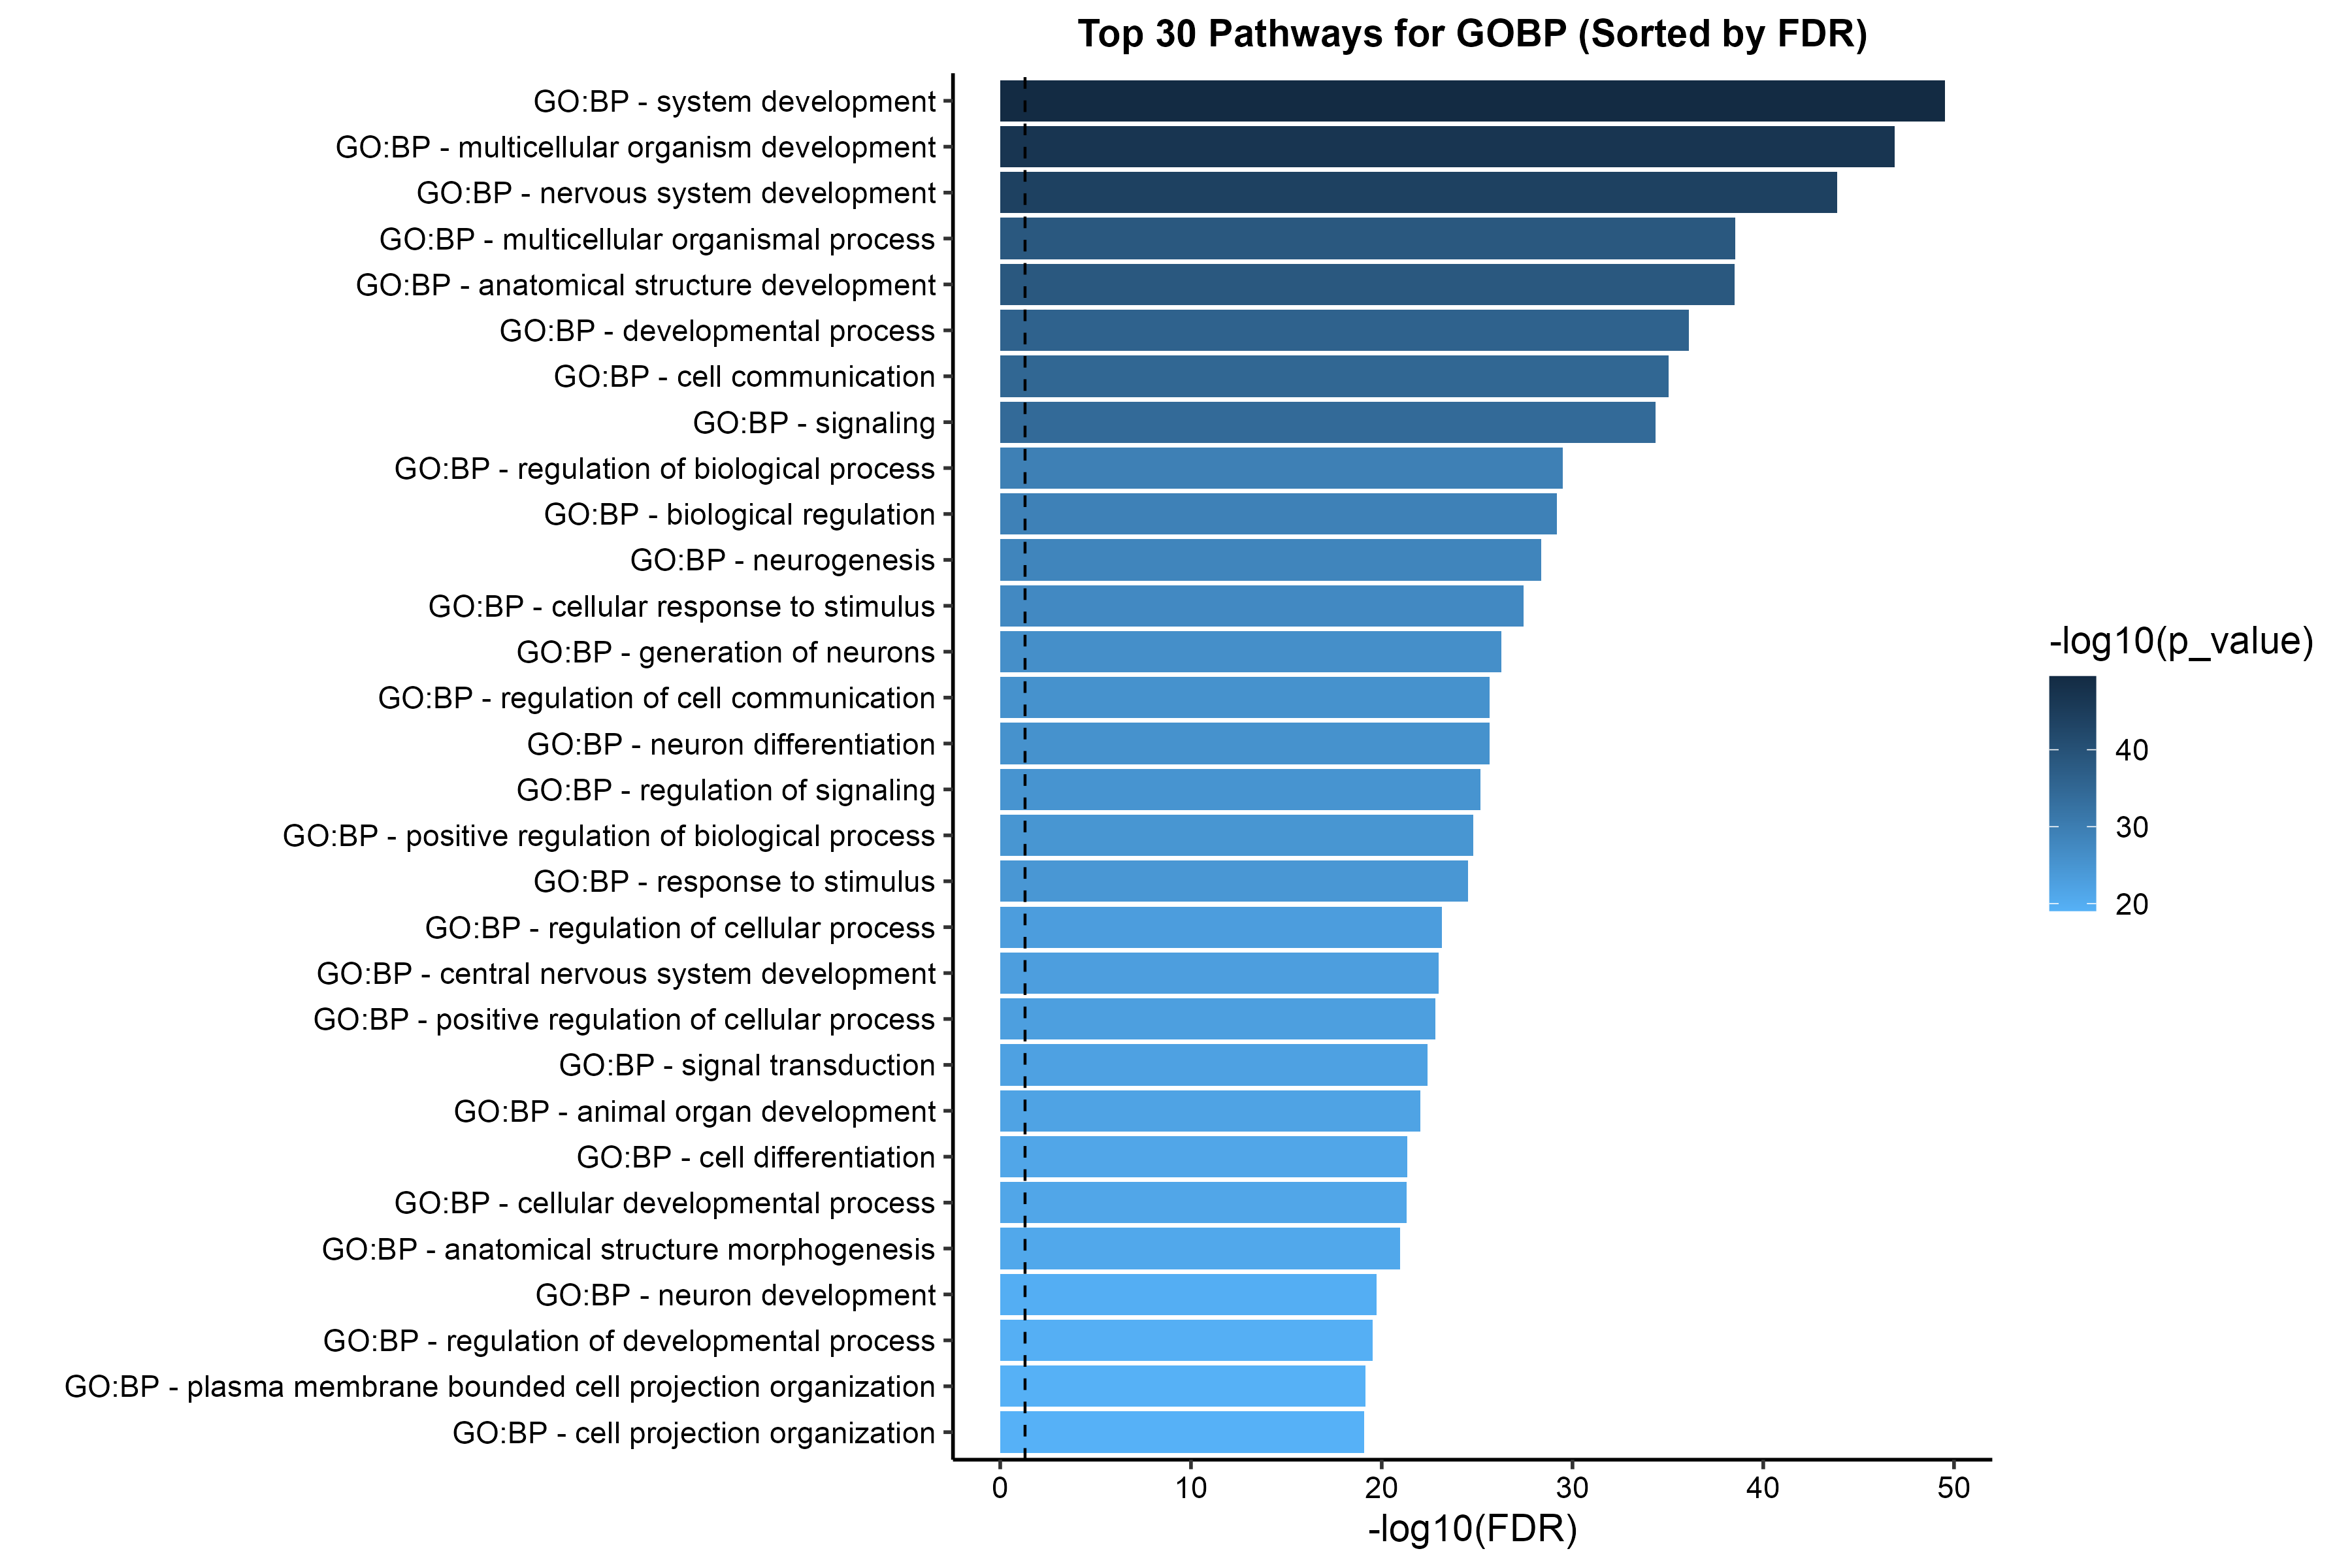 Top 30 Pathways for GOBP (Sorted by FDR)
GO:BP - system development
GO:BP - multicellular organism development
GO:BP - nervous system development
GO:BP - multicellular organismal process
GO:BP - anatomical structure development
GO:BP - developmental process
GO:BP - cell communication
GO:BP - signaling
GO:BP - regulation of biological process
GO:BP - biological regulation
GO:BP - neurogenesis
GO:BP - cellular response to stimulus
GO:BP - generation of neurons
GO:BP - regulation of cell communication
GO:BP - neuron differentiation
GO:BP - regulation of signaling
GO:BP - positive regulation of biological process
GO:BP - response to stimulus
GO:BP - regulation of cellular process
GO:BP - central nervous system development
GO:BP - positive regulation of cellular process
GO:BP - signal transduction
GO:BP - animal organ development
GO:BP - cell differentiation
GO:BP - cellular developmental process
GO:BP - anatomical structure morphogenesis
GO:BP - neuron development
GO:BP - regulation of developmental process
GO:BP - plasma membrane bounded cell projection organization
GO:BP - cell projection organization
0 10 20 30 40 50
-log10(FDR)
-log10(p_value)
40
30
20